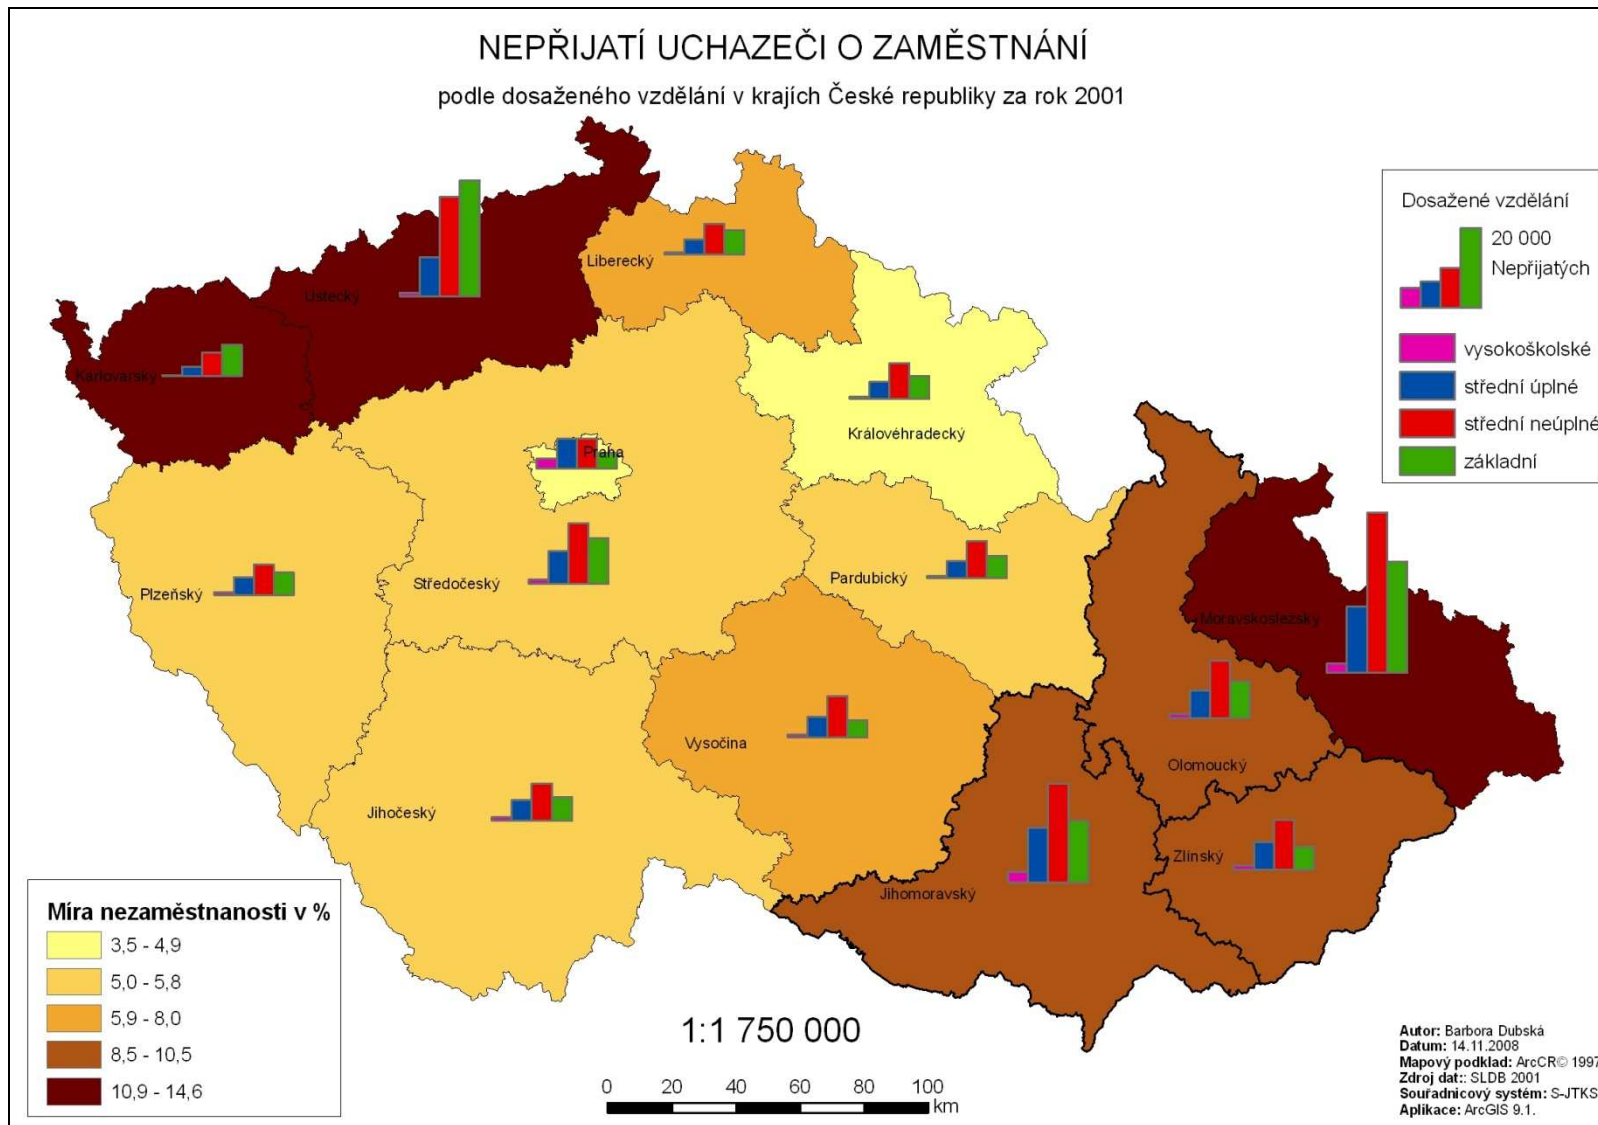 NEPŘIJATÍ UCHAZEČI O ZAMĚSTNÁNÍ
podle dosaženého vzdělání v krajích České republiky za rok 2001
Dosažené vzdělání
20 000
Nepřijatých
vysokoškolské
střední úplné
střední neúplné
základní
Liberecký
Ústecký
Karlovarský
Královéhradecký
Praha
Středočeský
Pardubický
Plzeňský
Moravskoslezský
Vysočina
Olomoucký
Jihočeský
Zlínský
Jihomoravský
Míra nezaměstnanosti v %
3,5 - 4,9
5,0 - 5,8
5,9 - 8,0
8,5 - 10,5
10,9 - 14,6
1:1 750 000
0 20 40 60 80 100
km
Autor: Barbora Dubská
Datum: 14.11.2008
Mapový podklad: ArcCR© 1997
Zdroj dat:: SLDB 2001
Souřadnicový systém: S-JTKS
Aplikace: ArcGIS 9.1.